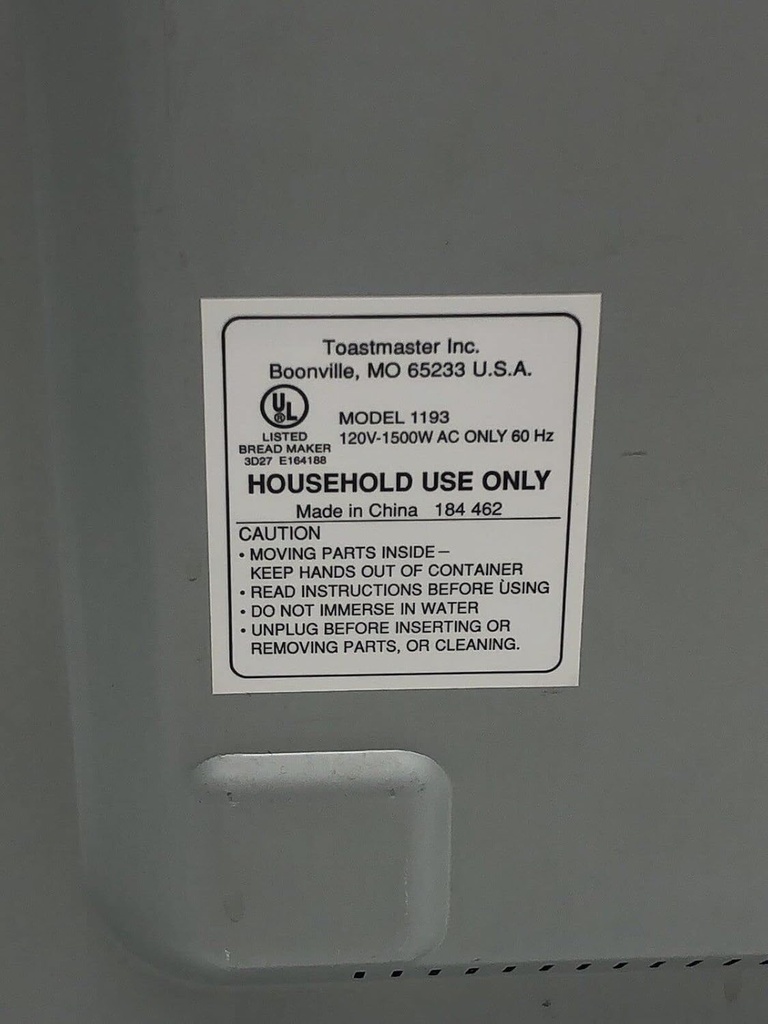 Toastmaster Inc.
Boonville, MO 65233 U.S.A.
UL
®
LISTED
BREAD MAKER
3D27 E164188
MODEL 1193
120V-1500W AC ONLY 60 Hz
HOUSEHOLD USE ONLY
Made in China 184 462
CAUTION
• MOVING PARTS INSIDE—
KEEP HANDS OUT OF CONTAINER
• READ INSTRUCTIONS BEFORE USING
• DO NOT IMMERSE IN WATER
• UNPLUG BEFORE INSERTING OR
REMOVING PARTS, OR CLEANING.